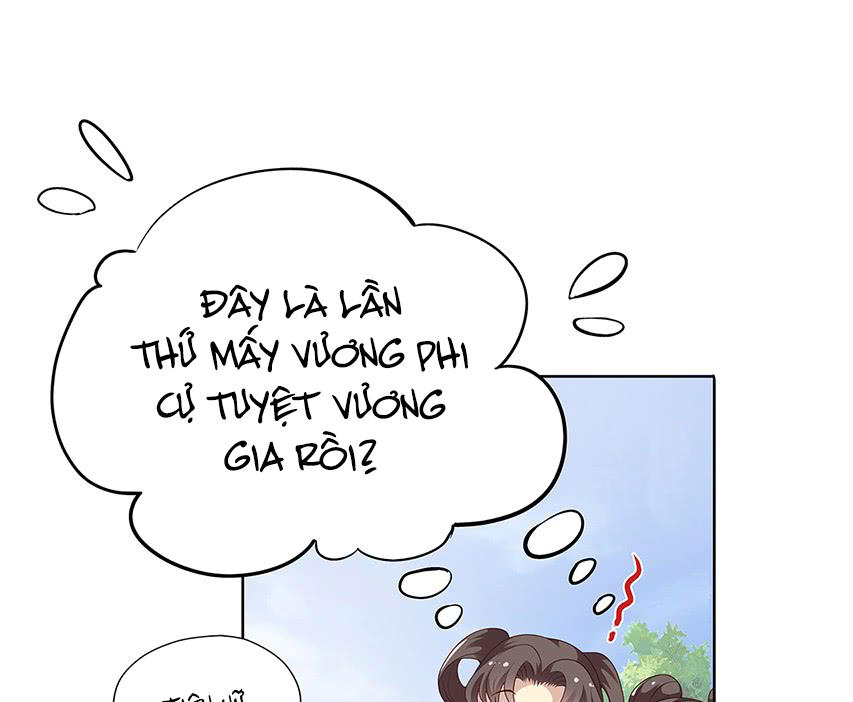 ĐÂY LÀ LẦN
THỨ MẤY VƯƠNG PHI
CỰ TUYỆT VƯƠNG
GIA RỒI?